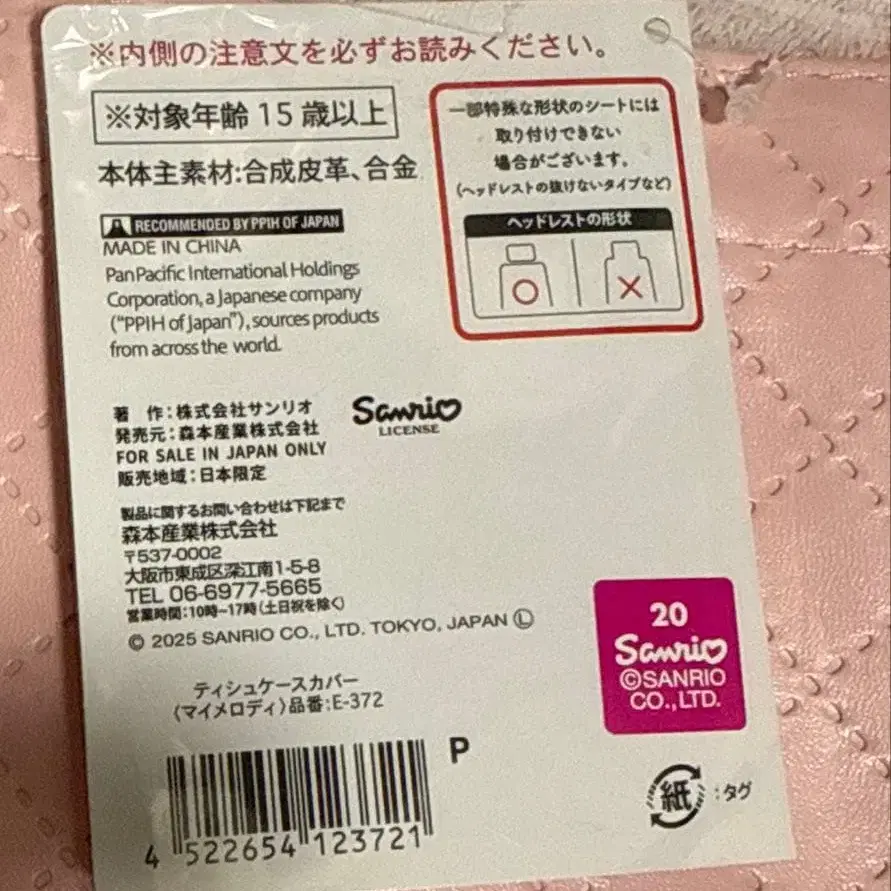 ※内側の注意文を必ずお読みください。
※対象年齢 15 歳以上
本体主素材:合成皮革、合金
RECOMMENDED BY PPIH OF JAPAN
MADE IN CHINA
Pan Pacific International Holdings
Corporation, a Japanese company
("PPIH of Japan"), sources products
from across the world.
一部特殊な形状のシートには
取り付けできない
場合がございます。
(ヘッドレストの抜けないタイプなど)
ヘッドレストの形状
著 作:株式会社サンリオ
発売元:森本産業株式会社
FOR SALE IN JAPAN ONLY
販売地域:日本限定
Sanrio
LICENSE
製品に関するお問い合わせは下記まで
森本産業株式会社
〒537-0002
大阪市東成区深江南1-5-8
TEL 06-6977-5665
営業時間:10時-17時(土日祝を除く)
© 2025 SANRIO CO., LTD. TOKYO, JAPAN Ⓛ
ティシュケースカバー
(マイメロディ)品番:E-372
20
Sanrio
©SANRIO
CO., LTD.
P
4 522654 123721
紙:タグ